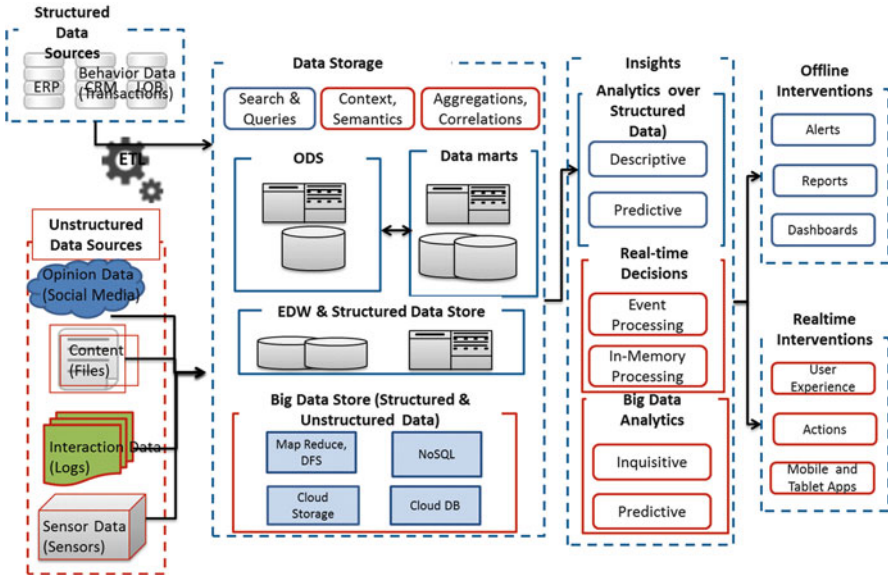 Structured
Data
Sources
Behavior Data
ERP CRM LOB
(Transactions)
ETL
Unstructured
Data Sources
Opinion Data
(Social Media)
Content
(Files)
Interaction Data
(Logs)
Sensor Data
(Sensors)
Data Storage
Search &
Queries
Context,
Semantics
Aggregations,
Correlations
ODS
Data marts
EDW & Structured Data Store
Big Data Store (Structured &
Unstructured Data)
Map Reduce,
DFS
NoSQL
Cloud
Storage
Cloud DB
Insights
Analytics over
Structured
Data)
Descriptive
Predictive
Real-time
Decisions
Event
Processing
In-Memory
Processing
Big Data
Analytics
Inquisitive
Predictive
Offline
Interventions
Alerts
Reports
Dashboards
Realtime
Interventions
User
Experience
Actions
Mobile and
Tablet Apps